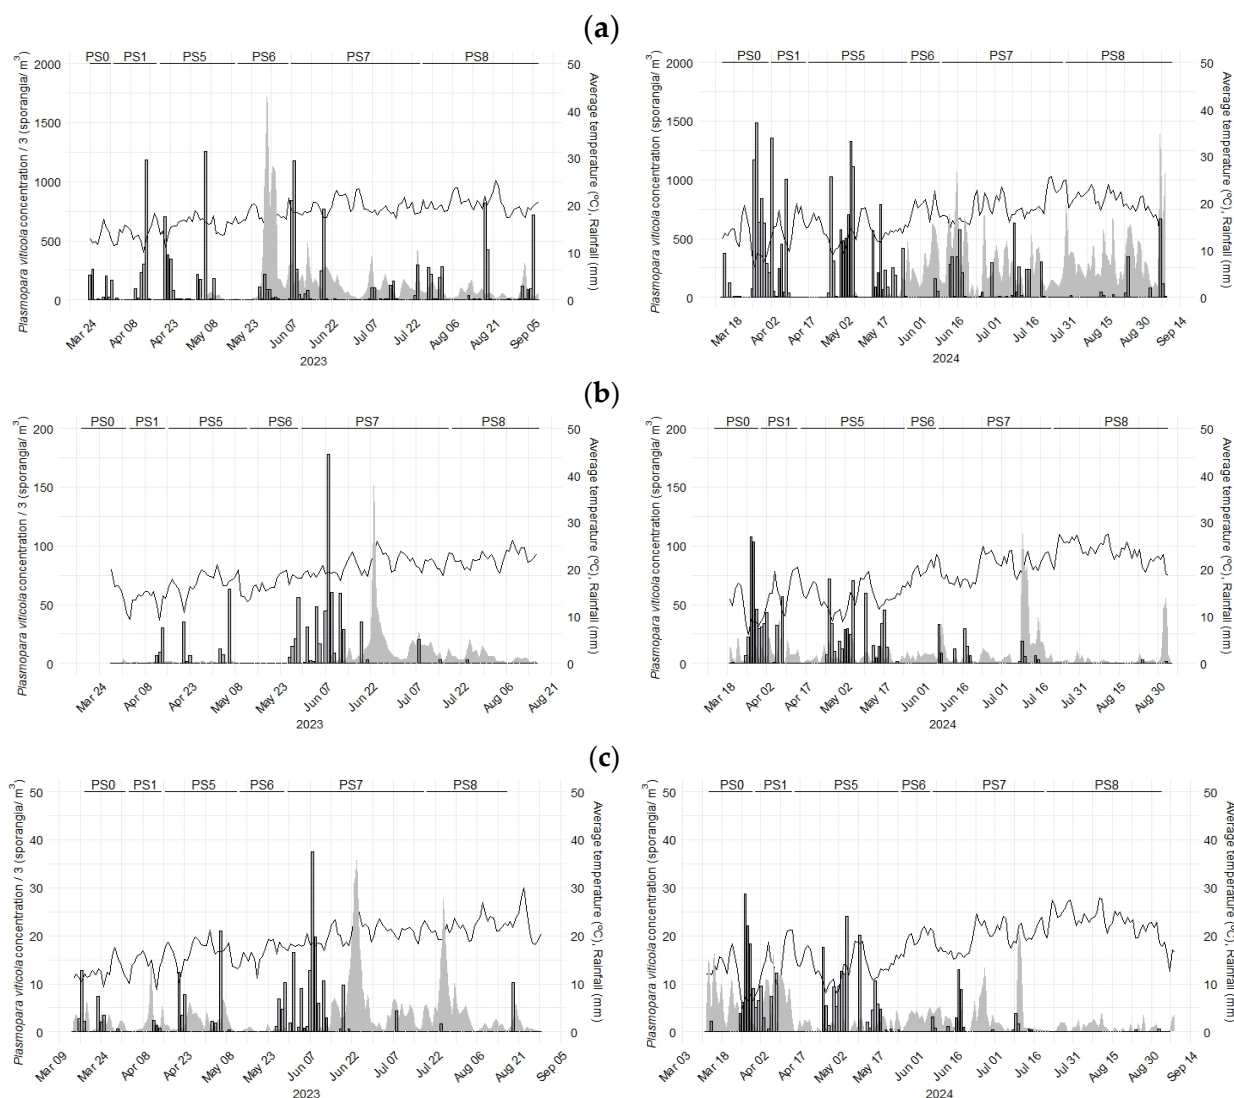 (a)
PS0 PS1 PS5 PS6 PS7 PS8
Plasmopara viticola concentration / 3 (sporangia/ m³)
2000
1500
1000
500
0
50
40
30
20
10
0
Average temperature (ºC), Rainfall (mm)
Mar 24 Apr 08 Apr 23 May 08 May 23 Jun 07 Jun 22 Jul 07 Jul 22 Aug 06 Aug 21 Sep 05
2023
PS0 PS1 PS5 PS6 PS7 PS8
Plasmopara viticola concentration (sporangia/ m³)
2000
1500
1000
500
0
50
40
30
20
10
0
Average temperature (ºC), Rainfall (mm)
Mar 18 Apr 02 Apr 17 May 02 May 17 Jun 01 Jun 16 Jul 01 Jul 16 Jul 31 Aug 15 Aug 30 Sep 14
2024
(b)
PS0 PS1 PS5 PS6 PS7 PS8
Plasmopara viticola concentration / 3 (sporangia/ m³)
200
150
100
50
0
50
40
30
20
10
0
Average temperature (ºC), Rainfall (mm)
Mar 24 Apr 08 Apr 23 May 08 May 23 Jun 07 Jun 22 Jul 07 Jul 22 Aug 06 Aug 21
2023
PS0 PS1 PS5 PS6 PS7 PS8
Plasmopara viticola concentration (sporangia/ m³)
200
150
100
50
0
50
40
30
20
10
0
Average temperature (ºC), Rainfall (mm)
Mar 18 Apr 02 Apr 17 May 02 May 17 Jun 01 Jun 16 Jul 01 Jul 16 Jul 31 Aug 15 Aug 30
2024
(c)
PS0 PS1 PS5 PS6 PS7 PS8
Plasmopara viticola concentration / 3 (sporangia/ m³)
50
40
30
20
10
0
50
40
30
20
10
0
Average temperature (ºC), Rainfall (mm)
Mar 09 Mar 24 Apr 08 Apr 23 May 08 May 23 Jun 07 Jun 22 Jul 07 Jul 22 Aug 06 Aug 21 Sep 05
2023
PS0 PS1 PS5 PS6 PS7 PS8
Plasmopara viticola concentration (sporangia/ m³)
50
40
30
20
10
0
50
40
30
20
10
0
Average temperature (ºC), Rainfall (mm)
Mar 03 Mar 18 Apr 02 Apr 17 May 02 May 17 Jun 01 Jun 16 Jul 01 Jul 16 Jul 31 Aug 15 Aug 30 Sep 14
2024